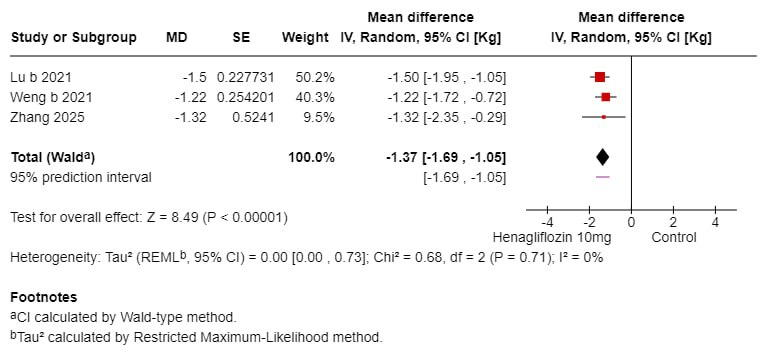 Mean difference Mean difference
Study or Subgroup MD SE Weight IV, Random, 95% CI [Kg] IV, Random, 95% CI [Kg]
Lu b 2021 -1.5 0.227731 50.2% -1.50 [-1.95 , -1.05]
Weng b 2021 -1.22 0.254201 40.3% -1.22 [-1.72 , -0.72]
Zhang 2025 -1.32 0.5241 9.5% -1.32 [-2.35 , -0.29]
Total (Waldᵃ) 100.0% -1.37 [-1.69 , -1.05]
95% prediction interval [-1.69 , -1.05]
Test for overall effect: Z = 8.49 (P < 0.00001)
-4 -2 0 2 4
Henagliflozin 10mg Control
Heterogeneity: Tau² (REMLᵇ, 95% CI) = 0.00 [0.00 , 0.73]; Chi² = 0.68, df = 2 (P = 0.71); I² = 0%
Footnotes
ᵃCI calculated by Wald-type method.
ᵇTau² calculated by Restricted Maximum-Likelihood method.